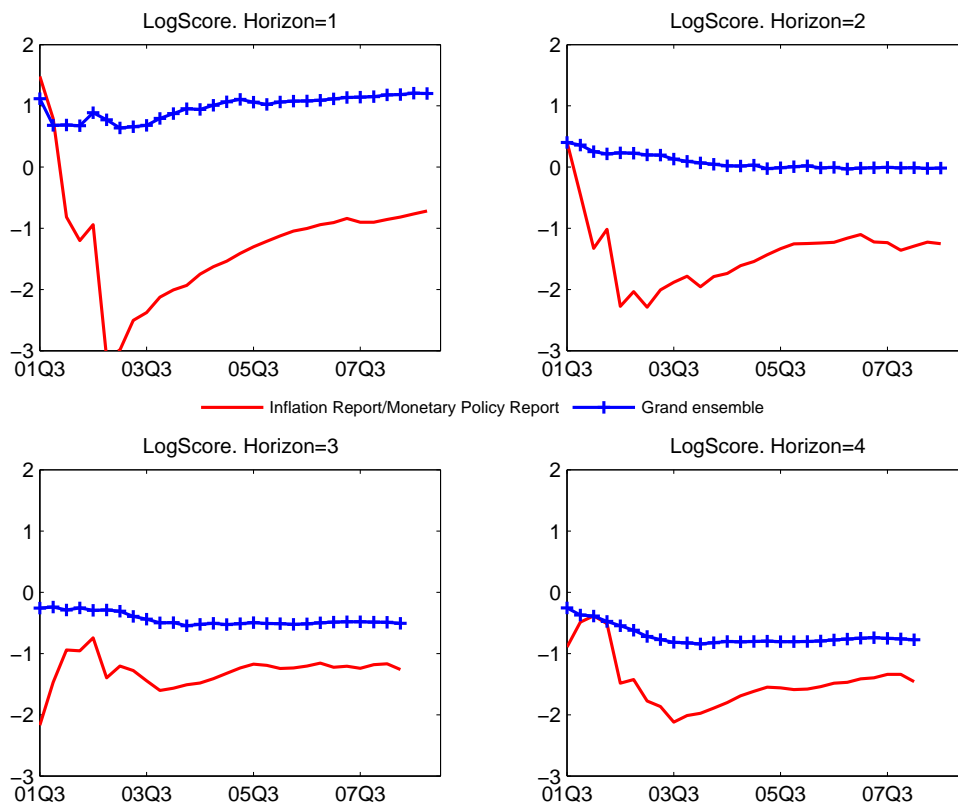 LogScore. Horizon=1
2
1
0
−1
−2
−3
01Q3 03Q3 05Q3 07Q3
LogScore. Horizon=2
2
1
0
−1
−2
−3
01Q3 03Q3 05Q3 07Q3
Inflation Report/Monetary Policy Report Grand ensemble
LogScore. Horizon=3
2
1
0
−1
−2
−3
01Q3 03Q3 05Q3 07Q3
LogScore. Horizon=4
2
1
0
−1
−2
−3
01Q3 03Q3 05Q3 07Q3